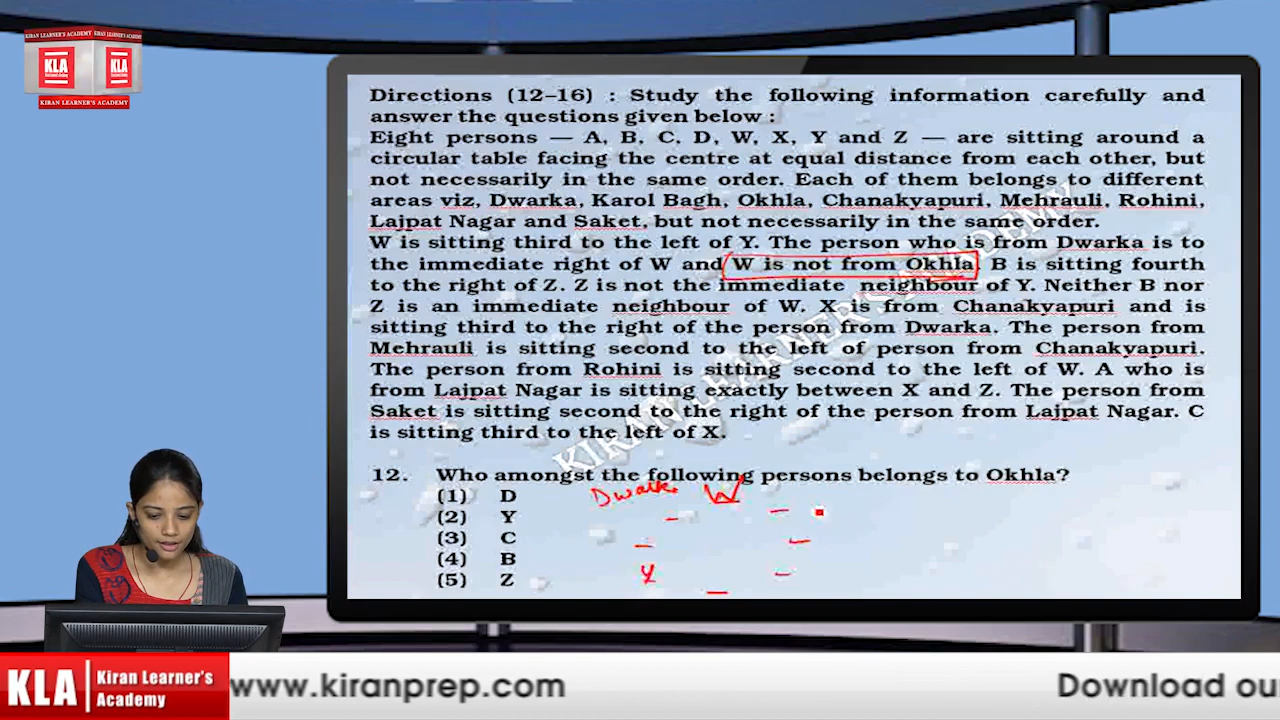 KIRAN LEARNER'S ACADEMY KIRAN LEARNER'S ACADEMY
KLA KLA
KIRAN LEARNER'S ACADEMY
Directions (12–16) : Study the following information carefully and
answer the questions given below :
Eight persons — A, B, C, D, W, X, Y and Z — are sitting around a
circular table facing the centre at equal distance from each other, but
not necessarily in the same order. Each of them belongs to different
areas viz, Dwarka, Karol Bagh, Okhla, Chanakyapuri, Mehrauli, Rohini,
Lajpat Nagar and Saket, but not necessarily in the same order.
W is sitting third to the left of Y. The person who is from Dwarka is to
the immediate right of W and W is not from Okhla. B is sitting fourth
to the right of Z. Z is not the immediate neighbour of Y. Neither B nor
Z is an immediate neighbour of W. X is from Chanakyapuri and is
sitting third to the right of the person from Dwarka. The person from
Mehrauli is sitting second to the left of person from Chanakyapuri.
The person from Rohini is sitting second to the left of W. A who is
from Lajpat Nagar is sitting exactly between X and Z. The person from
Saket is sitting second to the right of the person from Lajpat Nagar. C
is sitting third to the left of X.
KIRAN LEARNER'S ACADEMY
12. Who amongst the following persons belongs to Okhla?
(1) D
(2) Y
(3) C
(4) B
(5) Z
W
Y
KLA Kiran Learner's Academy
www.kiranprep.com
Download ou